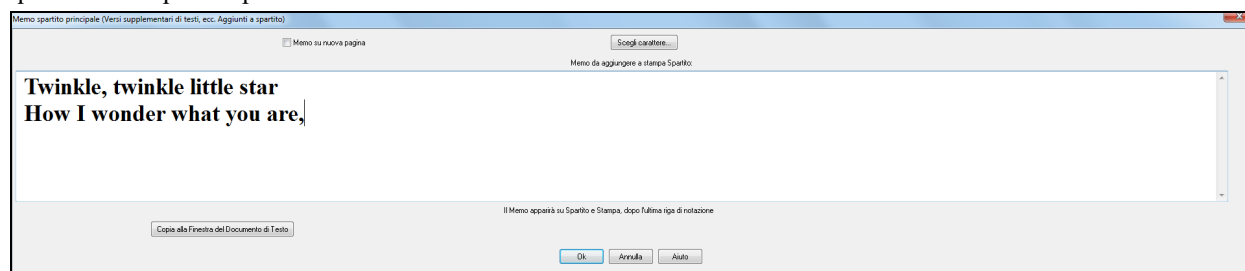 Memo spartito principale (Versi supplementari di testi, ecc. Aggiunti a spartito)
Memo su nuova pagina
Scegli carattere...
Memo da aggiungere a stampa Spartito:
Twinkle, twinkle little star
How I wonder what you are,
Il Memo apparirà su Spartito e Stampa, dopo l'ultima riga di notazione
Copia alla Finestra del Documento di Testo
Ok Annulla Aiuto